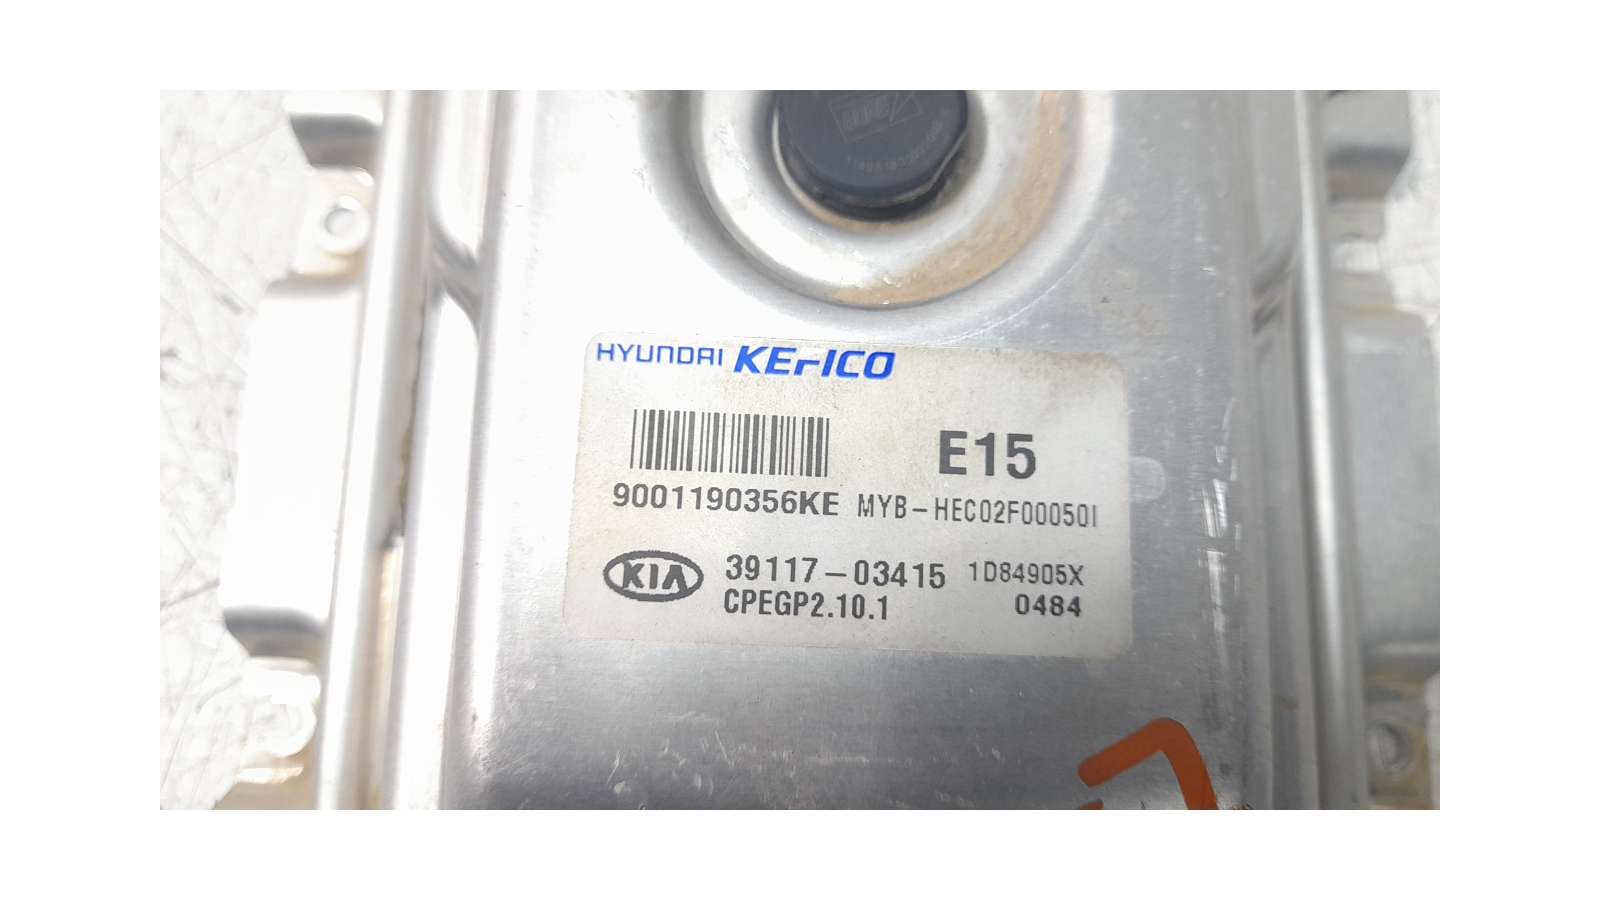 HYUNDAI KEFICO
E15
9001190356KE MYB-HEC02F00050I
KIA 39117-03415 1D84905X
CPEGP2.10.1 0484